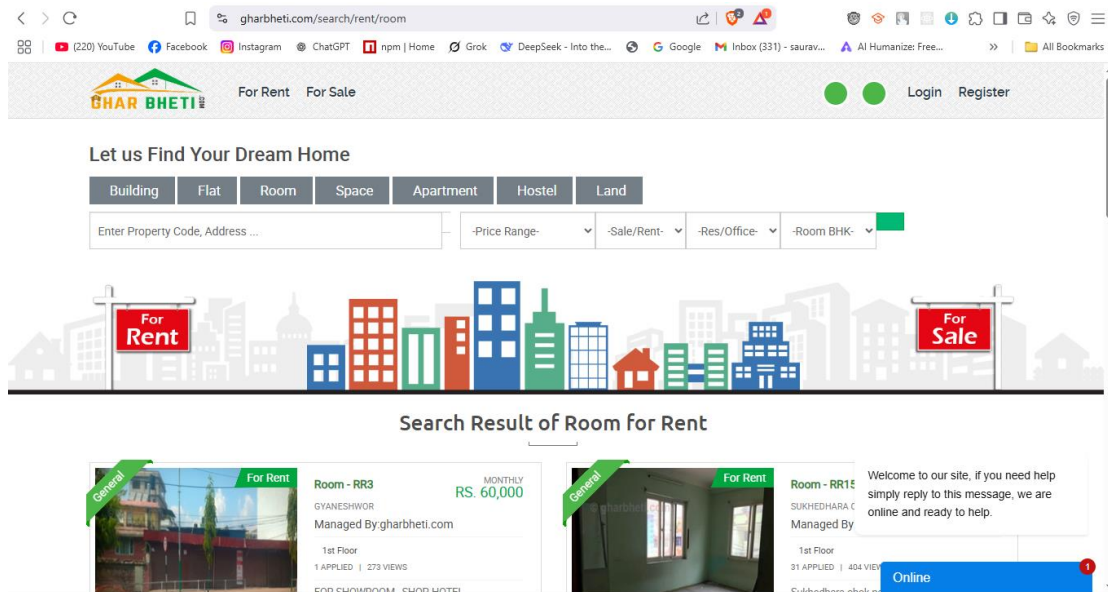 gharbheti.com/search/rent/room
(220) YouTube Facebook Instagram ChatGPT npm | Home Grok DeepSeek - Into the... Google Inbox (331) - saurav... AI Humanize: Free... » All Bookmarks
GHAR BHETI For Rent For Sale Login Register
Let us Find Your Dream Home
Building Flat Room Space Apartment Hostel Land
Enter Property Code, Address ... -Price Range- -Sale/Rent- -Res/Office- -Room BHK-
For Rent
For Sale
Search Result of Room for Rent
General
For Rent
Room - RR3
MONTHLY
RS. 60,000
GYANESHWOR
Managed By:gharbheti.com
1st Floor
1 APPLIED | 273 VIEWS
FOR SHOWROOM, SHOP HOTEL
General
For Rent
Room - RR15
SUKHEDHARA
Managed By
1st Floor
31 APPLIED | 404 VIEW
Welcome to our site, if you need help
simply reply to this message, we are
online and ready to help.
Online
1